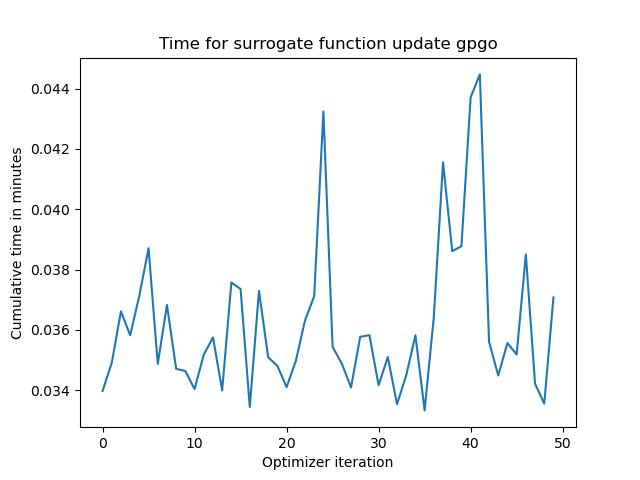 Time for surrogate function update gpgo
Cumulative time in minutes
0.044
0.042
0.040
0.038
0.036
0.034
0 10 20 30 40 50
Optimizer iteration